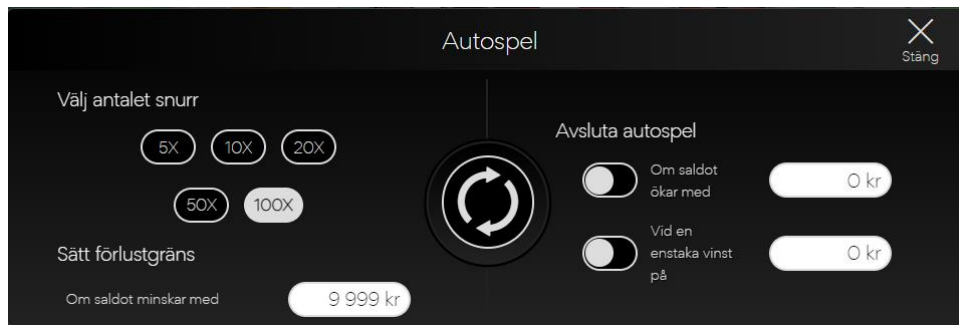 Autospel
Stäng
Välj antalet snurr
5X
10X
20X
50X
100X
Sätt förlustgräns
Om saldot minskar med
9 999 kr
Avsluta autospel
Om saldot
ökar med
0 kr
Vid en
enstaka vinst
på
0 kr